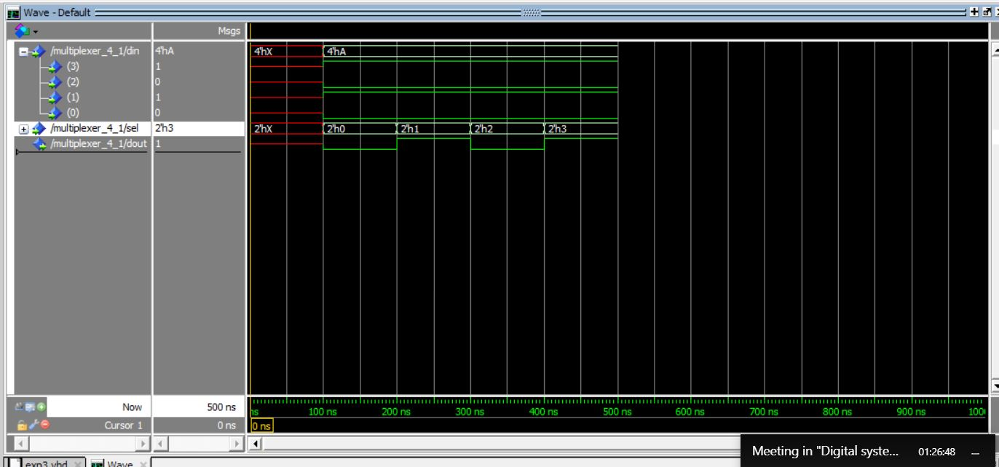 Wave - Default
Msgs
/multiplexer_4_1/din 4'hA 4'hX 4'hA
(3) 1
(2) 0
(1) 1
(0) 0
/multiplexer_4_1/sel 2'h3 2'hX 2'h0 2'h1 2'h2 2'h3
/multiplexer_4_1/dout 1
Now 500 ns ns 100 ns 200 ns 300 ns 400 ns 500 ns 600 ns 700 ns 800 ns 900 ns 100
Cursor 1 0 ns 0 ns
Meeting in "Digital syste... 01:26:48
exp3.vhd Wave